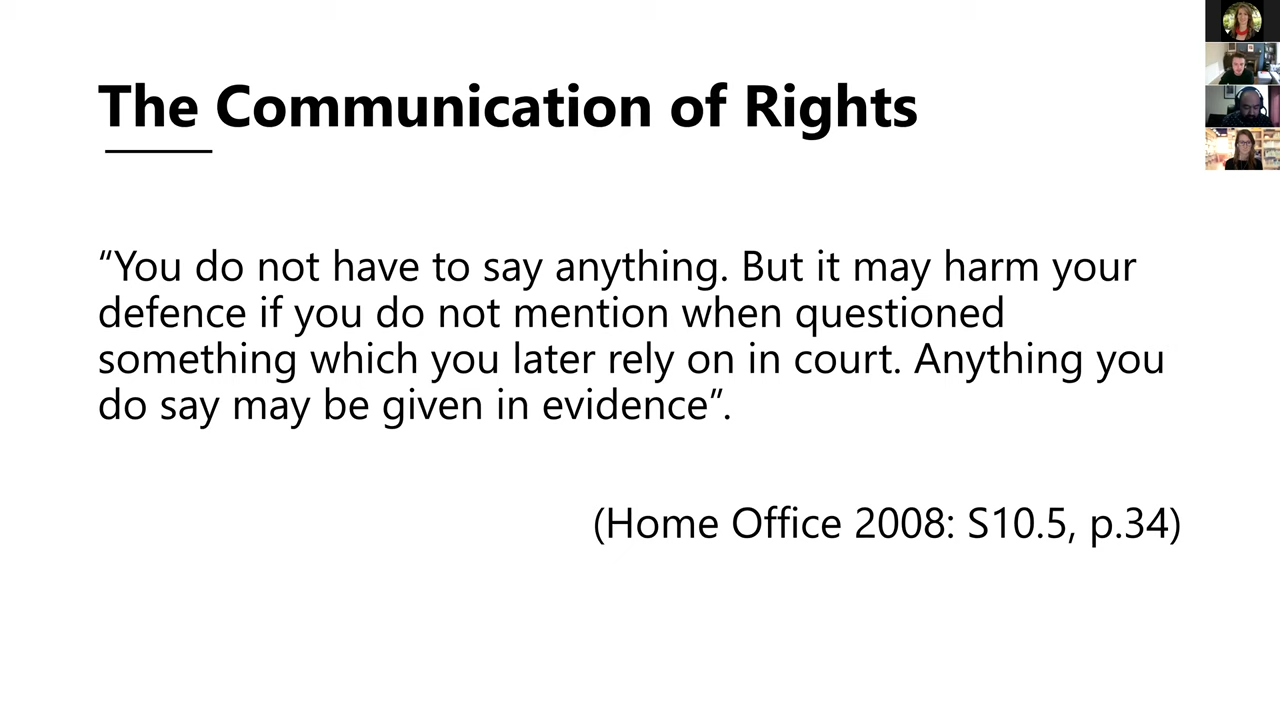 The Communication of Rights
“You do not have to say anything. But it may harm your
defence if you do not mention when questioned
something which you later rely on in court. Anything you
do say may be given in evidence”.
(Home Office 2008: S10.5, p.34)